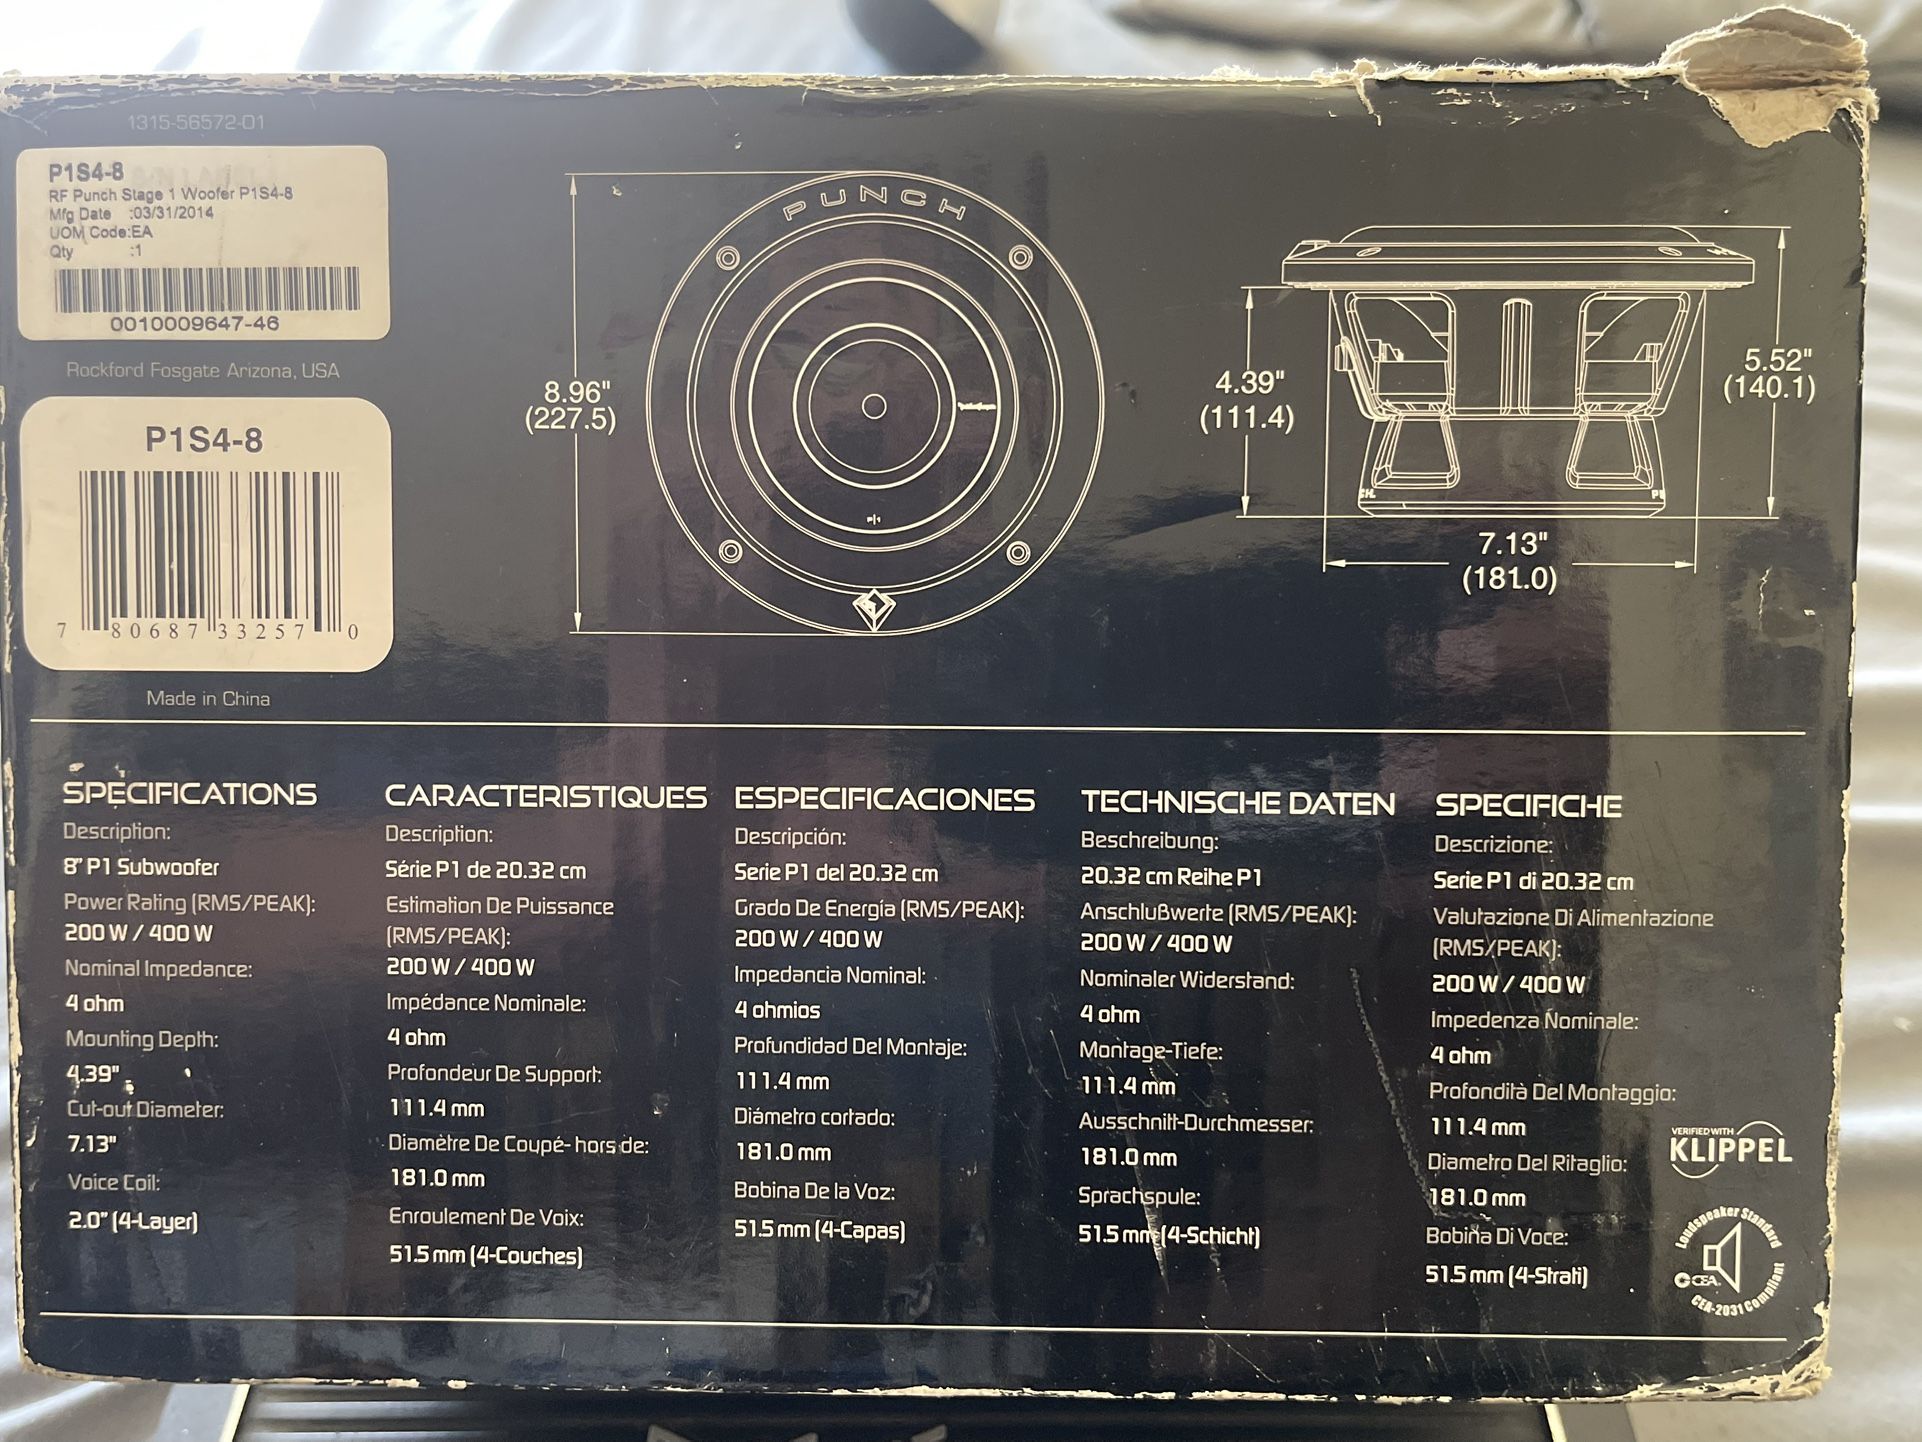 1315-56572-01
P1S4-8
RF Punch Stage 1 Woofer P1S4-8
Mfg Date :03/31/2014
UOM Code:EA
Qty :1
0010009647-46
Rockford Fosgate Arizona, USA
P1S4-8
7 80687 33257 0
Made in China
PUNCH
P|1
8.96"
(227.5)
4.39"
(111.4)
5.52"
(140.1)
7.13"
(181.0)
SPECIFICATIONS
Description:
8" P1 Subwoofer
Power Rating (RMS/PEAK):
200 W / 400 W
Nominal Impedance:
4 ohm
Mounting Depth:
4.39"
Cut-out Diameter:
7.13"
Voice Coil:
2.0" (4-Layer)
CARACTERISTIQUES
Description:
Série P1 de 20.32 cm
Estimation De Puissance
(RMS/PEAK):
200 W / 400 W
Impédance Nominale:
4 ohm
Profondeur De Support:
111.4 mm
Diamètre De Coupé- hors de:
181.0 mm
Enroulement De Voix:
51.5 mm (4-Couches)
ESPECIFICACIONES
Descripción:
Serie P1 del 20.32 cm
Grado De Energía (RMS/PEAK):
200 W / 400 W
Impedancia Nominal:
4 ohmios
Profundidad Del Montaje:
111.4 mm
Diámetro cortado:
181.0 mm
Bobina De la Voz:
51.5 mm (4-Capas)
TECHNISCHE DATEN
Beschreibung:
20.32 cm Reihe P1
Anschlußwerte (RMS/PEAK):
200 W / 400 W
Nominaler Widerstand:
4 ohm
Montage-Tiefe:
111.4 mm
Ausschnitt-Durchmesser:
181.0 mm
Sprachspule:
51.5 mm (4-Schicht)
SPECIFICHE
Descrizione:
Serie P1 di 20.32 cm
Valutazione Di Alimentazione
(RMS/PEAK):
200 W / 400 W
Impedenza Nominale:
4 ohm
Profondità Del Montaggio:
111.4 mm
Diametro Del Ritaglio:
181.0 mm
Bobina Di Voce:
51.5 mm (4-Strati)
VERIFIED WITH
KLIPPEL
Loudspeaker Standard
CEA.
CEA-2031 Compliant